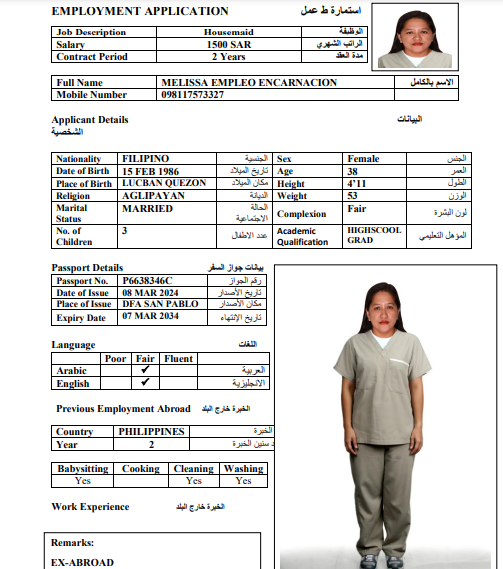 EMPLOYMENT APPLICATION استمارة ط عمل
Job Description Housemaid الوظيفة
Salary 1500 SAR الراتب الشهري
Contract Period 2 Years مدة العقد
Full Name MELISSA EMPLEO ENCARNACION الاسم بالكامل
Mobile Number 098117573327
Applicant Details البيانات
الشخصية
Nationality FILIPINO الجنسية Sex Female الجنس
Date of Birth 15 FEB 1986 تاريخ الميلاد Age 38 العمر
Place of Birth LUCBAN QUEZON مكان الميلاد Height 4'11 الطول
Religion AGLIPAYAN الديانة Weight 53 الوزن
Marital Status MARRIED الحالة الاجتماعية Complexion Fair لون البشرة
No. of Children 3 عدد الاطفال Academic Qualification HIGHSCOOL GRAD المؤهل التعليمي
Passport Details بيانات جواز السفر
Passport No. P6638346C رقم الجواز
Date of Issue 08 MAR 2024 تاريخ الأصدار
Place of Issue DFA SAN PABLO مكان الأصدار
Expiry Date 07 MAR 2034 تاريخ الإنتهاء
Language اللغات
Poor Fair Fluent
Arabic ✓ العربية
English ✓ الانجليزية
Previous Employment Abroad الخبرة خارج البلد
Country PHILIPPINES الخبرة
Year 2 د سنين الخبرة
Babysitting Cooking Cleaning Washing
Yes Yes Yes
Work Experience الخبرة خارج البلد
Remarks:
EX-ABROAD